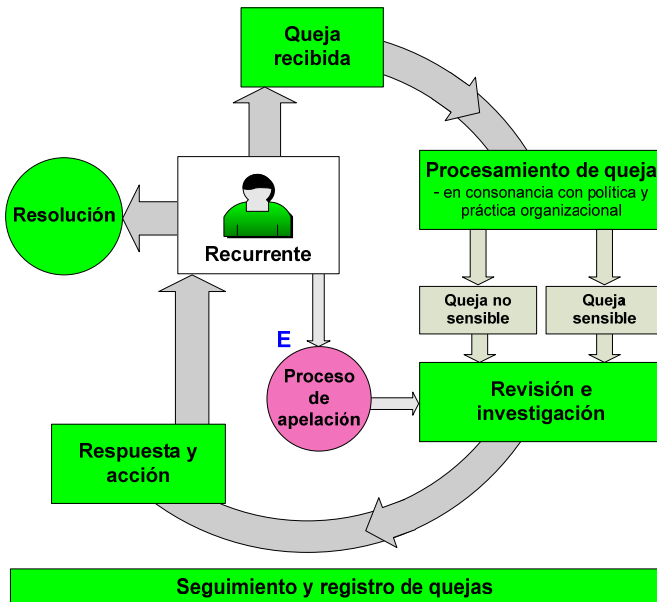 Queja
recibida
Procesamiento de queja
- en consonancia con política y
práctica organizacional
Resolución
Recurrente
Queja no
sensible
Queja
sensible
E
Proceso
de
apelación
Revisión e
investigación
Respuesta y
acción
Seguimiento y registro de quejas